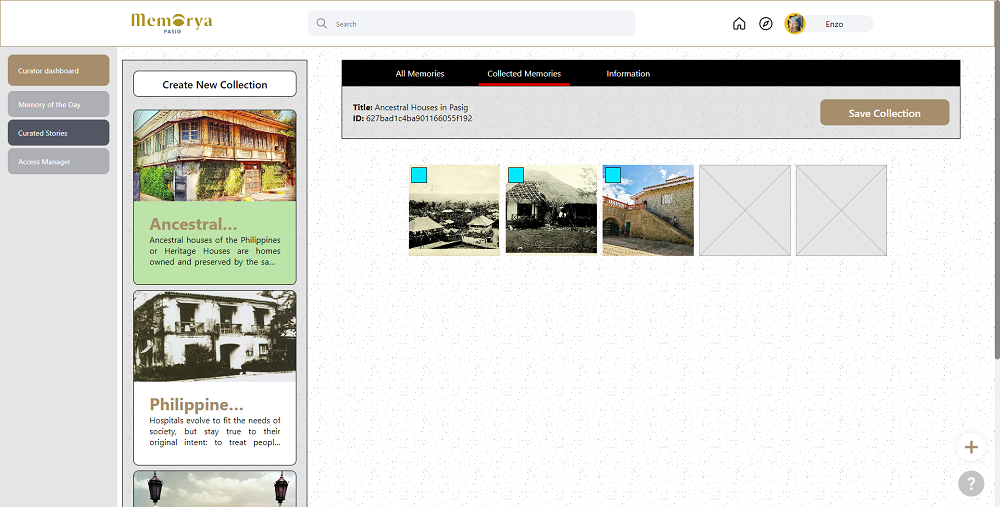 Memorya
PASIG
Search
Enzo
Curator dashboard
Memory of the Day
Curated Stories
Access Manager
Create New Collection
Ancestral...
Ancestral houses of the Philippines
or Heritage Houses are homes
owned and preserved by the sa...
Philippine...
Hospitals evolve to fit the needs of
society, but stay true to their
original intent: to treat peopl...
All Memories
Collected Memories
Information
Title: Ancestral Houses in Pasig
ID: 627bad1c4ba901166055f192
Save Collection
+
?